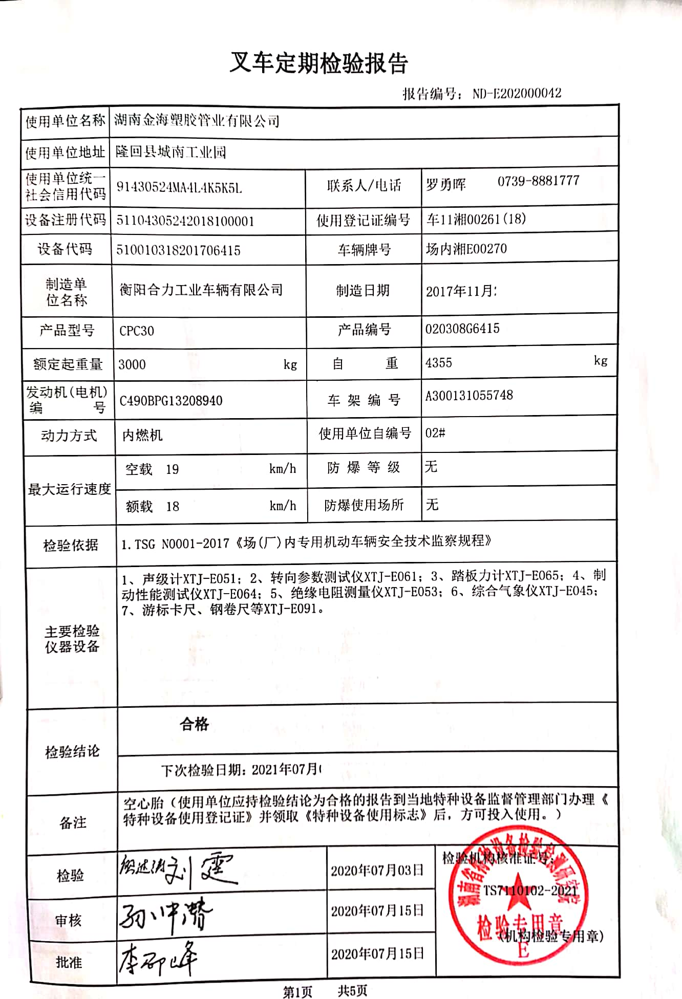 叉车定期检验报告
报告编号： ND-E202000042
使用单位名称 湖南金海塑胶管业有限公司
使用单位地址 隆回县城南工业园
使用单位统一
社会信用代码 91430524MA4L4K5K5L 联系人/电话 罗勇晖 0739-8881777
设备注册代码 51104305242018100001 使用登记证编号 车11湘00261(18)
设备代码 510010318201706415 车辆牌号 场内湘E00270
制造单
位名称 衡阳合力工业车辆有限公司 制造日期 2017年11月
产品型号 CPC30 产品编号 020308G6415
额定起重量 3000 kg 自 重 4355 kg
发动机(电机)
编 号 C490BPG13208940 车 架 编 号 A300131055748
动力方式 内燃机 使用单位自编号 02#
最大运行速度 空载 19 km/h 防 爆 等 级 无
额载 18 km/h 防爆使用场所 无
检验依据 1.TSG N0001-2017《场(厂)内专用机动车辆安全技术监察规程》
主要检验
仪器设备
1、声级计XTJ-E051；2、转向参数测试仪XTJ-E061；3、踏板力计XTJ-E065；4、制
动性能测试仪XTJ-E064；5、绝缘电阻测量仪XTJ-E053；6、综合气象仪XTJ-E045；
7、游标卡尺、钢卷尺等XTJ-E091。
检验结论 合格
下次检验日期：2021年07月
备注
空心胎（使用单位应持检验结论为合格的报告到当地特种设备监督管理部门办理《
特种设备使用登记证》并领取《特种设备使用标志》后，方可投入使用。）
检验 刘霆 2020年07月03日 检验机构核准证号：
TS7110102-2021
审核 2020年07月15日
(机构检验专用章)
批准 2020年07月15日
湖南省特种设备检验检测研究院
检验专用章
E
第1页 共5页